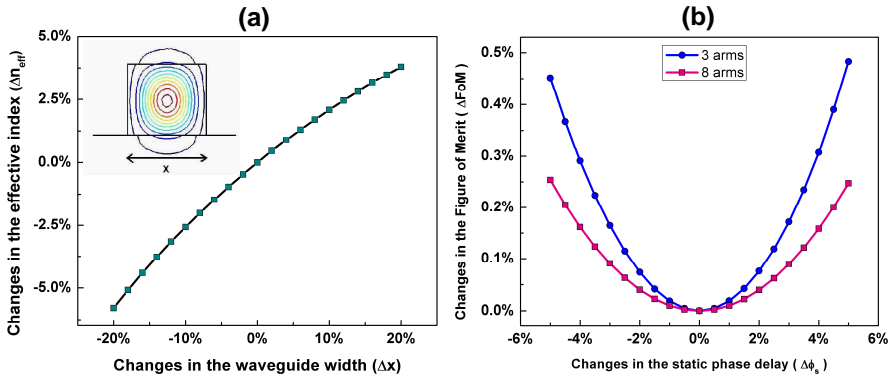 (a)
5.0%
2.5%
0.0%
-2.5%
-5.0%
Changes in the effective index (Δn_eff)
x
-20%
-10%
0%
10%
20%
Changes in the waveguide width (Δx)
(b)
0.5%
0.4%
0.3%
0.2%
0.1%
0.0%
Changes in the Figure of Merit ( ΔFoM )
3 arms
8 arms
-6%
-4%
-2%
0%
2%
4%
6%
Changes in the static phase delay ( Δϕ_s )